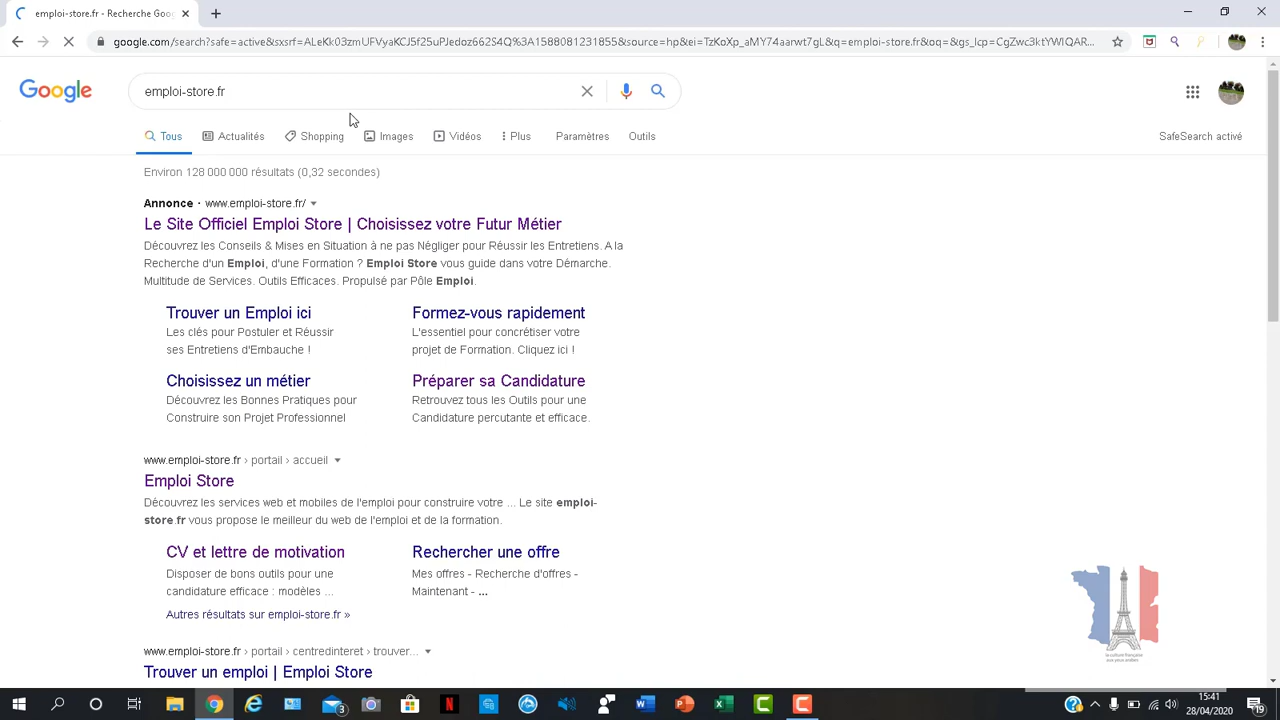 emploi-store.fr - Recherche Goo
google.com/search?safe=active&sxsrf=ALeKk03zmUFVyaKCJ5f25uPJedoz662S4Q%3A1588081231855&source=hp&ei=TzKoXp_aMY74aarwt7gL&q=emploi-store.fr&oq=&gs_lcp=CgZwc3ktYWIQAR...
Google
emploi-store.fr
Tous Actualités Shopping Images Vidéos Plus Paramètres Outils SafeSearch activé
Environ 128 000 000 résultats (0,32 secondes)
Annonce · www.emploi-store.fr/
Le Site Officiel Emploi Store | Choisissez votre Futur Métier
Découvrez les Conseils & Mises en Situation à ne pas Négliger pour Réussir les Entretiens. A la
Recherche d'un Emploi, d'une Formation ? Emploi Store vous guide dans votre Démarche.
Multitude de Services. Outils Efficaces. Propulsé par Pôle Emploi.
Trouver un Emploi ici
Les clés pour Postuler et Réussir
ses Entretiens d'Embauche !
Formez-vous rapidement
L'essentiel pour concrétiser votre
projet de Formation. Cliquez ici !
Choisissez un métier
Découvrez les Bonnes Pratiques pour
Construire son Projet Professionnel
Préparer sa Candidature
Retrouvez tous les Outils pour une
Candidature percutante et efficace.
www.emploi-store.fr › portail › accueil
Emploi Store
Découvrez les services web et mobiles de l'emploi pour construire votre ... Le site emploi-
store.fr vous propose le meilleur du web de l'emploi et de la formation.
CV et lettre de motivation
Disposer de bons outils pour une
candidature efficace : modèles ...
Rechercher une offre
Mes offres - Recherche d'offres -
Maintenant - ...
Autres résultats sur emploi-store.fr »
www.emploi-store.fr › portail › centredinteret › trouver...
Trouver un emploi | Emploi Store
la culture française
aux yeux arabes
15:41
28/04/2020